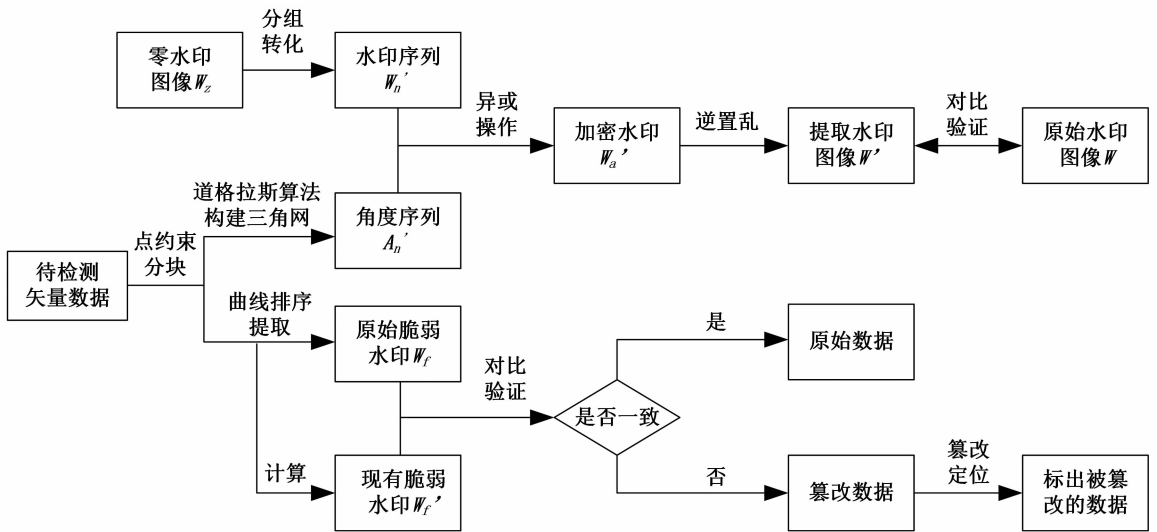 零水印
图像Wz
分组
转化
水印序列
Wn'
异或
操作
加密水印
Wa'
逆置乱
提取水印
图像W'
对比
验证
原始水印
图像W
道格拉斯算法
构建三角网
角度序列
An'
待检测
矢量数据
点约束
分块
曲线排序
提取
原始脆弱
水印Wf
计算
现有脆弱
水印Wf'
对比
验证
是否一致
是
原始数据
否
篡改数据
篡改
定位
标出被篡
改的数据